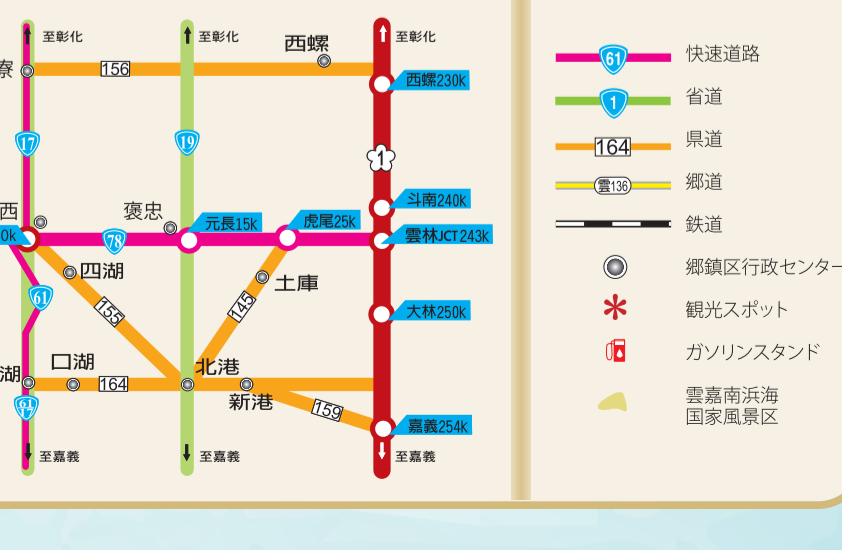 至彰化
至彰化
西螺
至彰化
寮
156
西螺230k
17
19
1
斗南240k
西
褒忠
元長15k
虎尾25k
0k
78
雲林JCT 243k
四湖
土庫
61
155
145
大林250k
湖
口湖
164
北港
新港
61
17
159
嘉義254k
至嘉義
至嘉義
至嘉義
61
快速道路
1
省道
164
県道
雲136
郷道
鉄道
郷鎮区行政センター
観光スポット
ガソリンスタンド
雲嘉南浜海
国家風景区